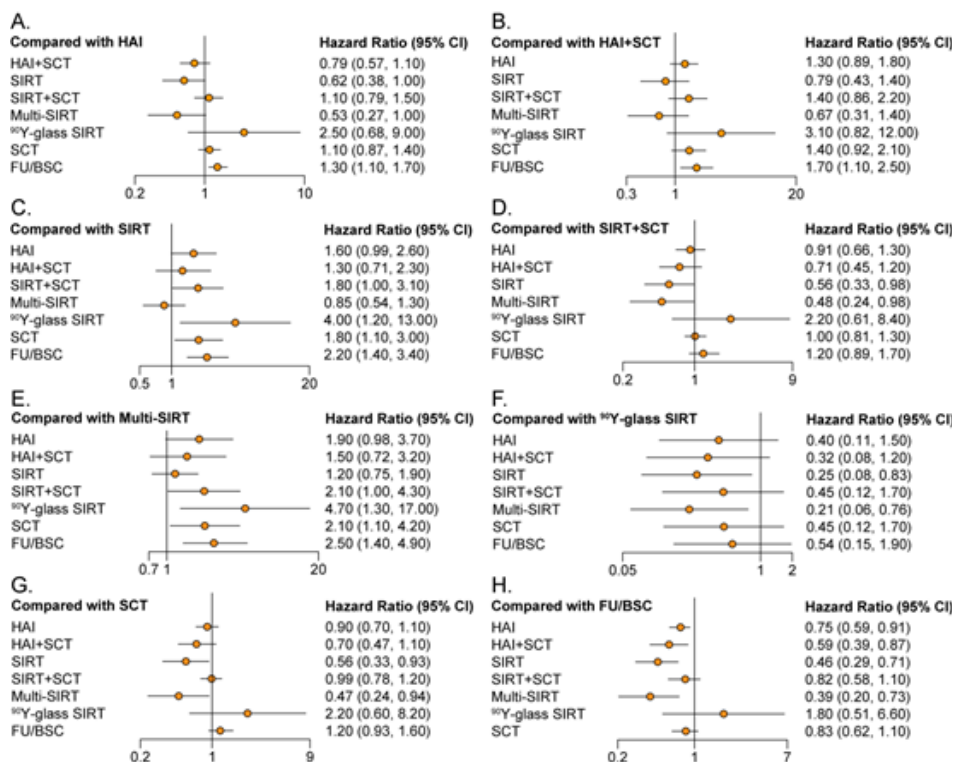 A.
Compared with HAI Hazard Ratio (95% CI)
HAI+SCT 0.79 (0.57, 1.10)
SIRT 0.62 (0.38, 1.00)
SIRT+SCT 1.10 (0.79, 1.50)
Multi-SIRT 0.53 (0.27, 1.00)
⁹⁰Y-glass SIRT 2.50 (0.68, 9.00)
SCT 1.10 (0.87, 1.40)
FU/BSC 1.30 (1.10, 1.70)
0.2 1 10
B.
Compared with HAI+SCT Hazard Ratio (95% CI)
HAI 1.30 (0.89, 1.80)
SIRT 0.79 (0.43, 1.40)
SIRT+SCT 1.40 (0.86, 2.20)
Multi-SIRT 0.67 (0.31, 1.40)
⁹⁰Y-glass SIRT 3.10 (0.82, 12.00)
SCT 1.40 (0.92, 2.10)
FU/BSC 1.70 (1.10, 2.50)
0.3 1 20
C.
Compared with SIRT Hazard Ratio (95% CI)
HAI 1.60 (0.99, 2.60)
HAI+SCT 1.30 (0.71, 2.30)
SIRT+SCT 1.80 (1.00, 3.10)
Multi-SIRT 0.85 (0.54, 1.30)
⁹⁰Y-glass SIRT 4.00 (1.20, 13.00)
SCT 1.80 (1.10, 3.00)
FU/BSC 2.20 (1.40, 3.40)
0.5 1 20
D.
Compared with SIRT+SCT Hazard Ratio (95% CI)
HAI 0.91 (0.66, 1.30)
HAI+SCT 0.71 (0.45, 1.20)
SIRT 0.56 (0.33, 0.98)
Multi-SIRT 0.48 (0.24, 0.98)
⁹⁰Y-glass SIRT 2.20 (0.61, 8.40)
SCT 1.00 (0.81, 1.30)
FU/BSC 1.20 (0.89, 1.70)
0.2 1 9
E.
Compared with Multi-SIRT Hazard Ratio (95% CI)
HAI 1.90 (0.98, 3.70)
HAI+SCT 1.50 (0.72, 3.20)
SIRT 1.20 (0.75, 1.90)
SIRT+SCT 2.10 (1.00, 4.30)
⁹⁰Y-glass SIRT 4.70 (1.30, 17.00)
SCT 2.10 (1.10, 4.20)
FU/BSC 2.50 (1.40, 4.90)
0.7 1 20
F.
Compared with ⁹⁰Y-glass SIRT Hazard Ratio (95% CI)
HAI 0.40 (0.11, 1.50)
HAI+SCT 0.32 (0.08, 1.20)
SIRT 0.25 (0.08, 0.83)
SIRT+SCT 0.45 (0.12, 1.70)
Multi-SIRT 0.21 (0.06, 0.76)
SCT 0.45 (0.12, 1.70)
FU/BSC 0.54 (0.15, 1.90)
0.05 1 2
G.
Compared with SCT Hazard Ratio (95% CI)
HAI 0.90 (0.70, 1.10)
HAI+SCT 0.70 (0.47, 1.10)
SIRT 0.56 (0.33, 0.93)
SIRT+SCT 0.99 (0.78, 1.20)
Multi-SIRT 0.47 (0.24, 0.94)
⁹⁰Y-glass SIRT 2.20 (0.60, 8.20)
FU/BSC 1.20 (0.93, 1.60)
0.2 1 9
H.
Compared with FU/BSC Hazard Ratio (95% CI)
HAI 0.75 (0.59, 0.91)
HAI+SCT 0.59 (0.39, 0.87)
SIRT 0.46 (0.29, 0.71)
SIRT+SCT 0.82 (0.58, 1.10)
Multi-SIRT 0.39 (0.20, 0.73)
⁹⁰Y-glass SIRT 1.80 (0.51, 6.60)
SCT 0.83 (0.62, 1.10)
0.2 1 7